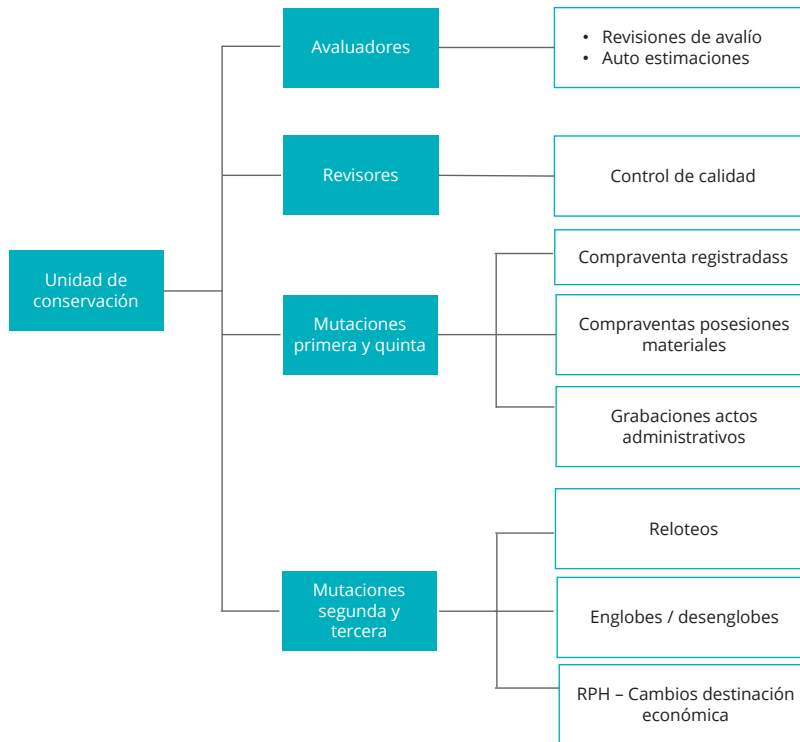 Unidad de
conservación
Avaluadores
• Revisiones de avalío
• Auto estimaciones
Revisores
Control de calidad
Mutaciones
primera y quinta
Compraventa registradass
Compraventas posesiones
materiales
Grabaciones actos
administrativos
Mutaciones
segunda y
tercera
Reloteos
Englobes / desenglobes
RPH – Cambios destinación
económica